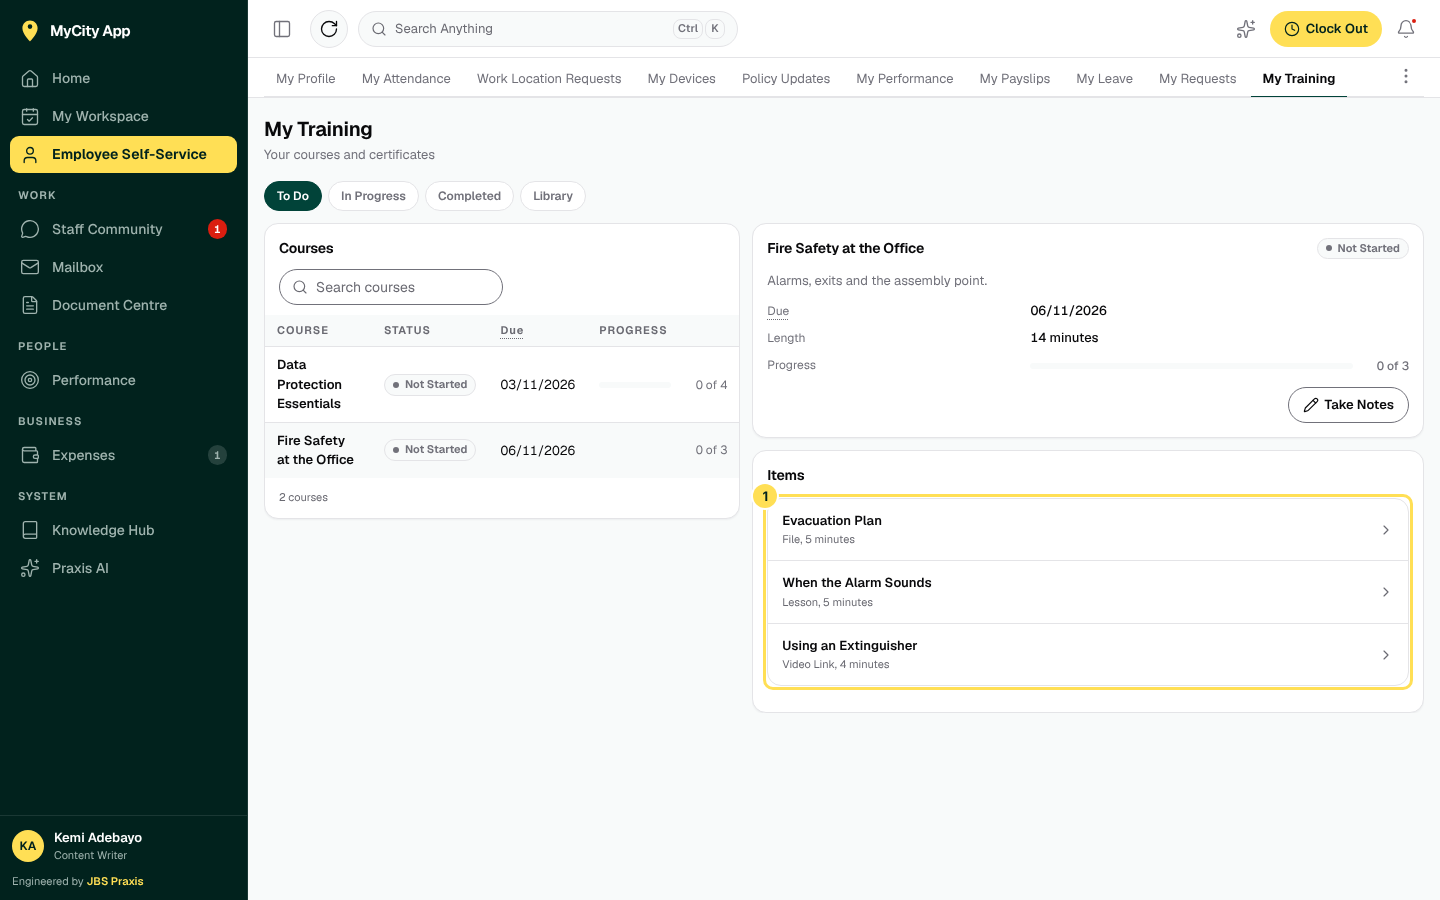 MyCity App
Home
My Workspace
Employee Self-Service
WORK
Staff Community
1
Mailbox
Document Centre
PEOPLE
Performance
BUSINESS
Expenses
1
SYSTEM
Knowledge Hub
Praxis AI
KA
Kemi Adebayo
Content Writer
Engineered by JBS Praxis
Search Anything
Ctrl K
Clock Out
My Profile
My Attendance
Work Location Requests
My Devices
Policy Updates
My Performance
My Payslips
My Leave
My Requests
My Training
My Training
Your courses and certificates
To Do
In Progress
Completed
Library
Courses
Search courses
COURSE STATUS Due PROGRESS
Data
Protection
Essentials
Not Started
03/11/2026
0 of 4
Fire Safety
at the Office
Not Started
06/11/2026
0 of 3
2 courses
Fire Safety at the Office
Not Started
Alarms, exits and the assembly point.
Due 06/11/2026
Length 14 minutes
Progress 0 of 3
Take Notes
Items
1
Evacuation Plan
File, 5 minutes
When the Alarm Sounds
Lesson, 5 minutes
Using an Extinguisher
Video Link, 4 minutes